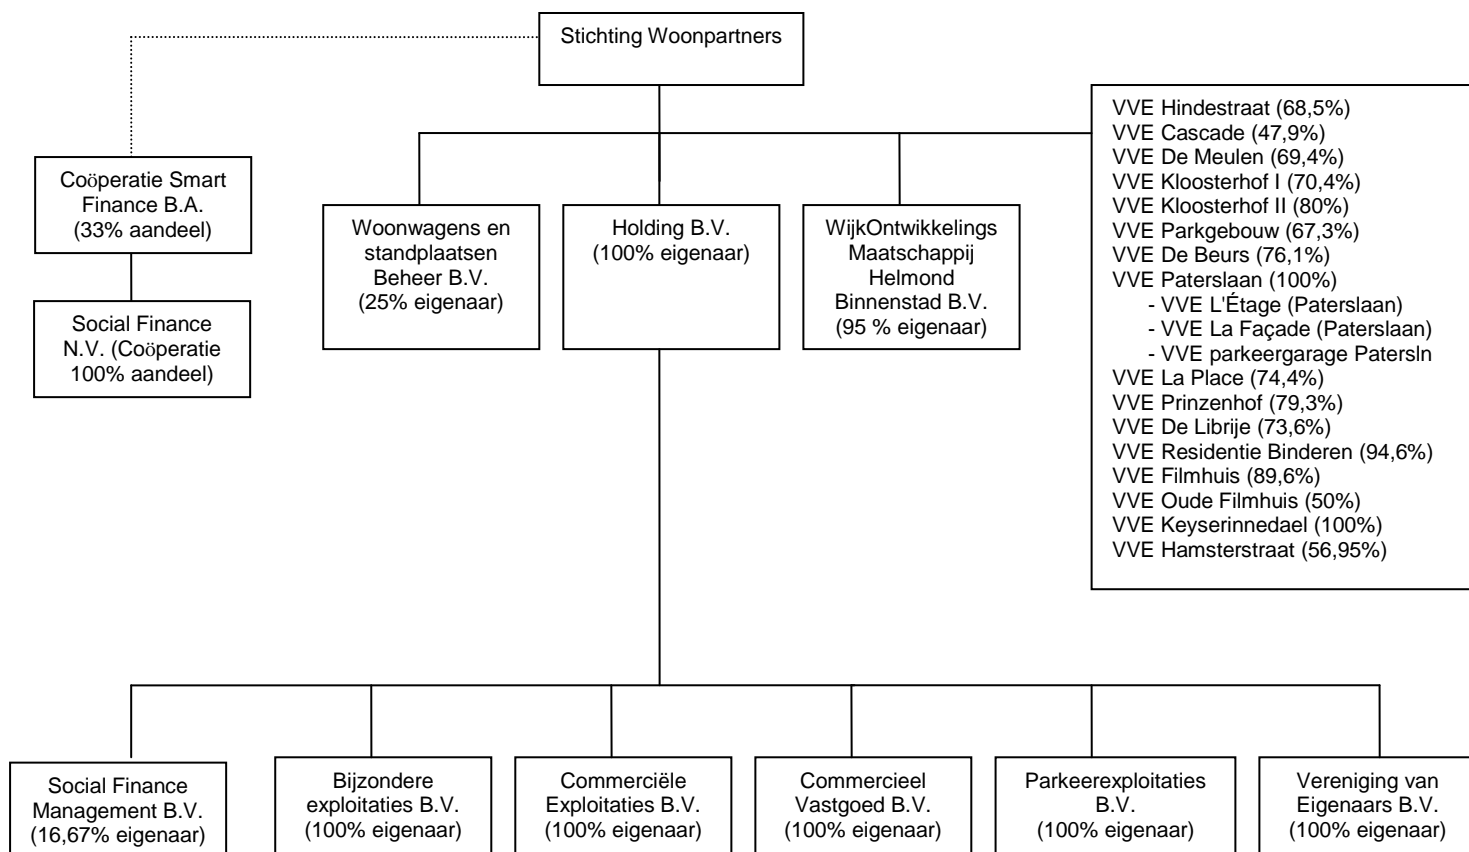 Stichting Woonpartners
Coöperatie Smart
Finance B.A.
(33% aandeel)
Social Finance
N.V. (Coöperatie
100% aandeel)
Woonwagens en
standplaatsen
Beheer B.V.
(25% eigenaar)
Holding B.V.
(100% eigenaar)
WijkOntwikkelings
Maatschappij
Helmond
Binnenstad B.V.
(95 % eigenaar)
VVE Hindestraat (68,5%)
VVE Cascade (47,9%)
VVE De Meulen (69,4%)
VVE Kloosterhof I (70,4%)
VVE Kloosterhof II (80%)
VVE Parkgebouw (67,3%)
VVE De Beurs (76,1%)
VVE Paterslaan (100%)
- VVE L'Étage (Paterslaan)
- VVE La Façade (Paterslaan)
- VVE parkeergarage Patersln
VVE La Place (74,4%)
VVE Prinzenhof (79,3%)
VVE De Librije (73,6%)
VVE Residentie Binderen (94,6%)
VVE Filmhuis (89,6%)
VVE Oude Filmhuis (50%)
VVE Keyserinnedael (100%)
VVE Hamsterstraat (56,95%)
Social Finance
Management B.V.
(16,67% eigenaar)
Bijzondere
exploitaties B.V.
(100% eigenaar)
Commerciële
Exploitaties B.V.
(100% eigenaar)
Commercieel
Vastgoed B.V.
(100% eigenaar)
Parkeerexploitaties
B.V.
(100% eigenaar)
Vereniging van
Eigenaars B.V.
(100% eigenaar)